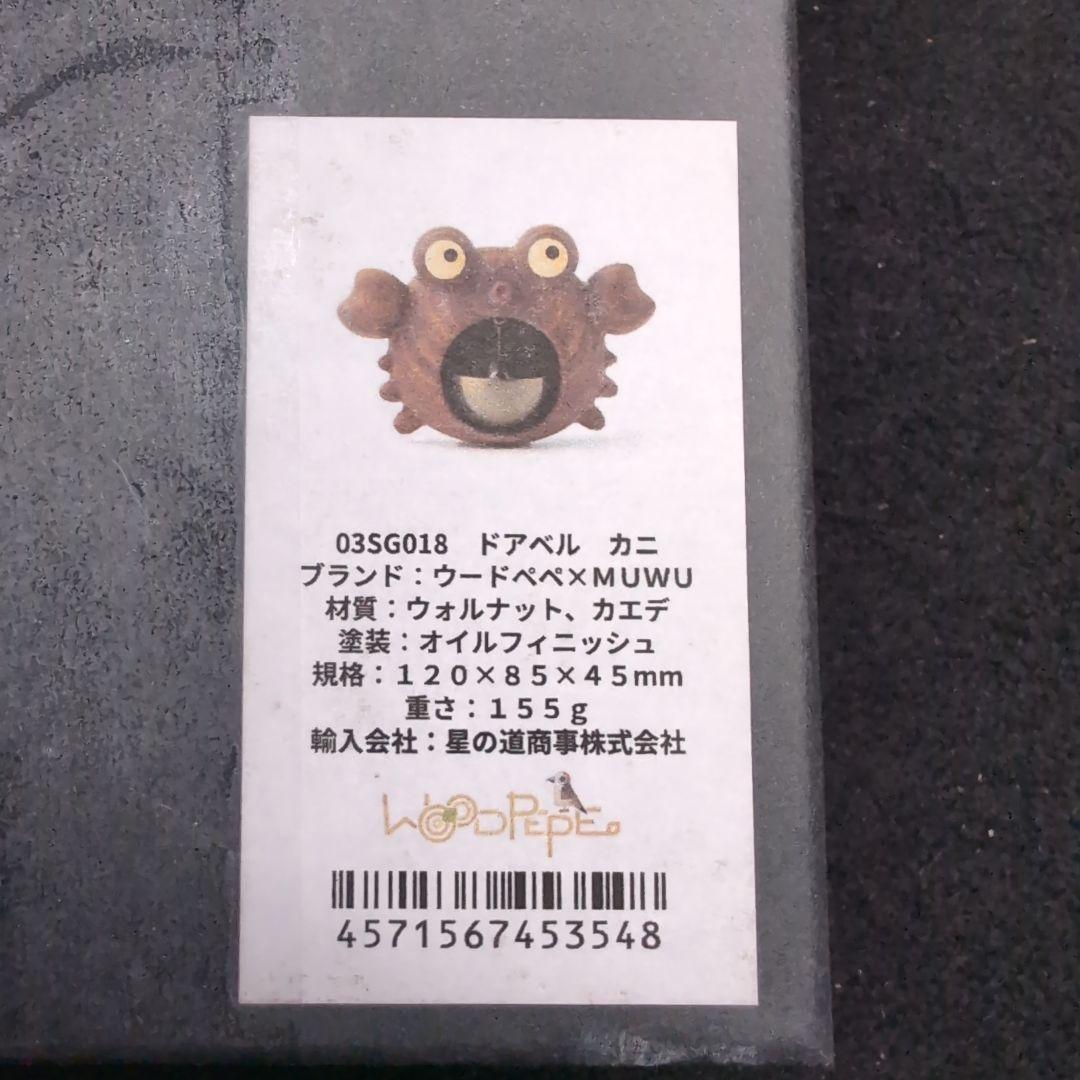 03SG018　ドアベル　カニ
ブランド：ウードペペ×ＭＵＷＵ
材質：ウォルナット、カエデ
塗装：オイルフィニッシュ
規格：１２０×８５×４５mm
重さ：１５５ｇ
輸入会社：星の道商事株式会社
WOODPEPE
4571567453548